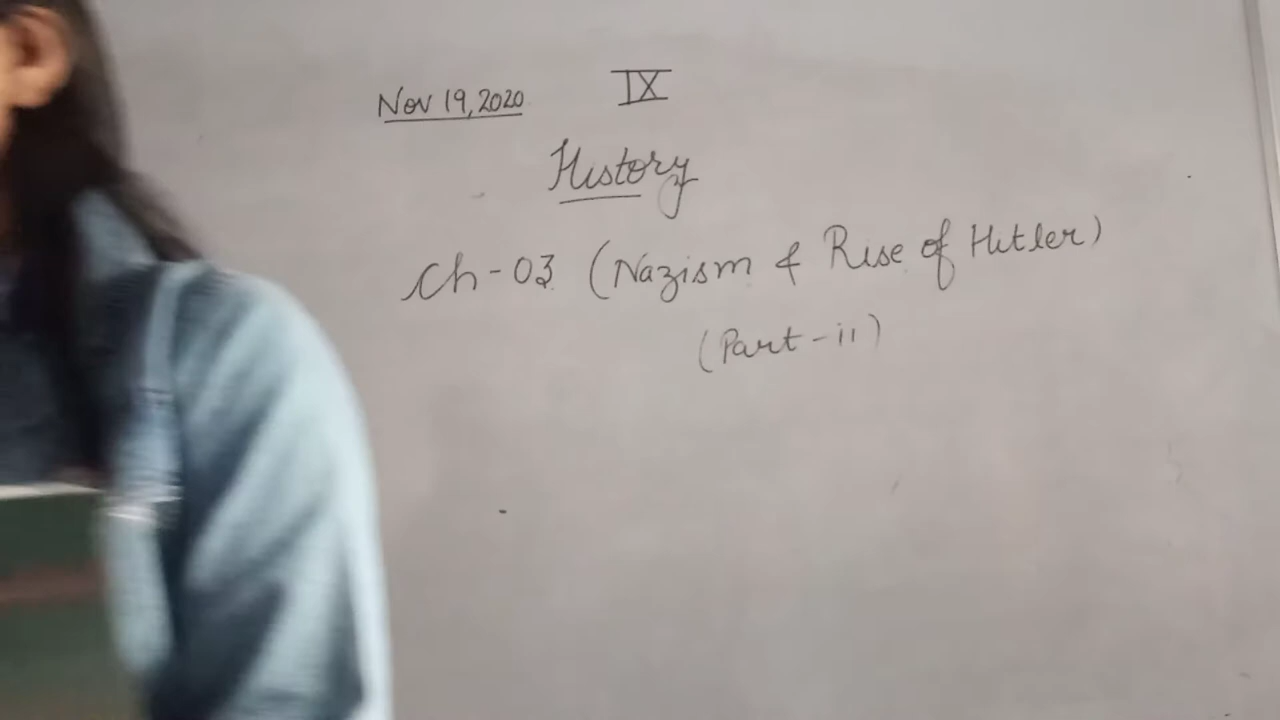 Nov 19, 2020 IX
History
Ch-03 (Nazism & Rise of Hitler)
(Part-ii)